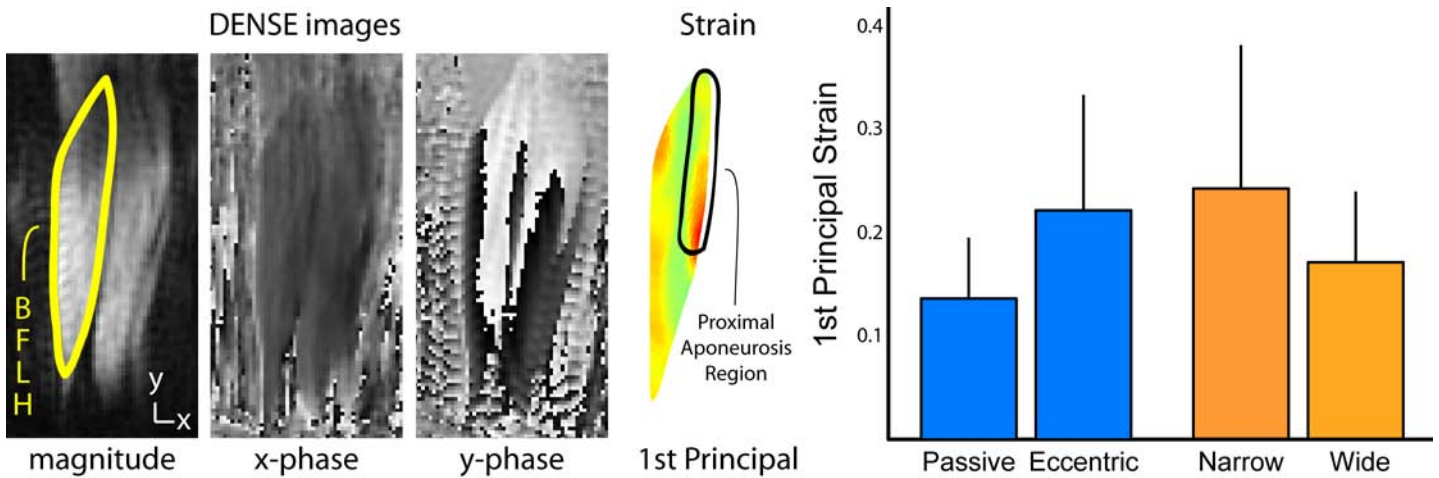 DENSE images
Strain
B
F
L
H
y
x
magnitude
x-phase
y-phase
Proximal
Aponeurosis
Region
1st Principal
1st Principal Strain
0.4
0.3
0.2
0.1
Passive
Eccentric
Narrow
Wide